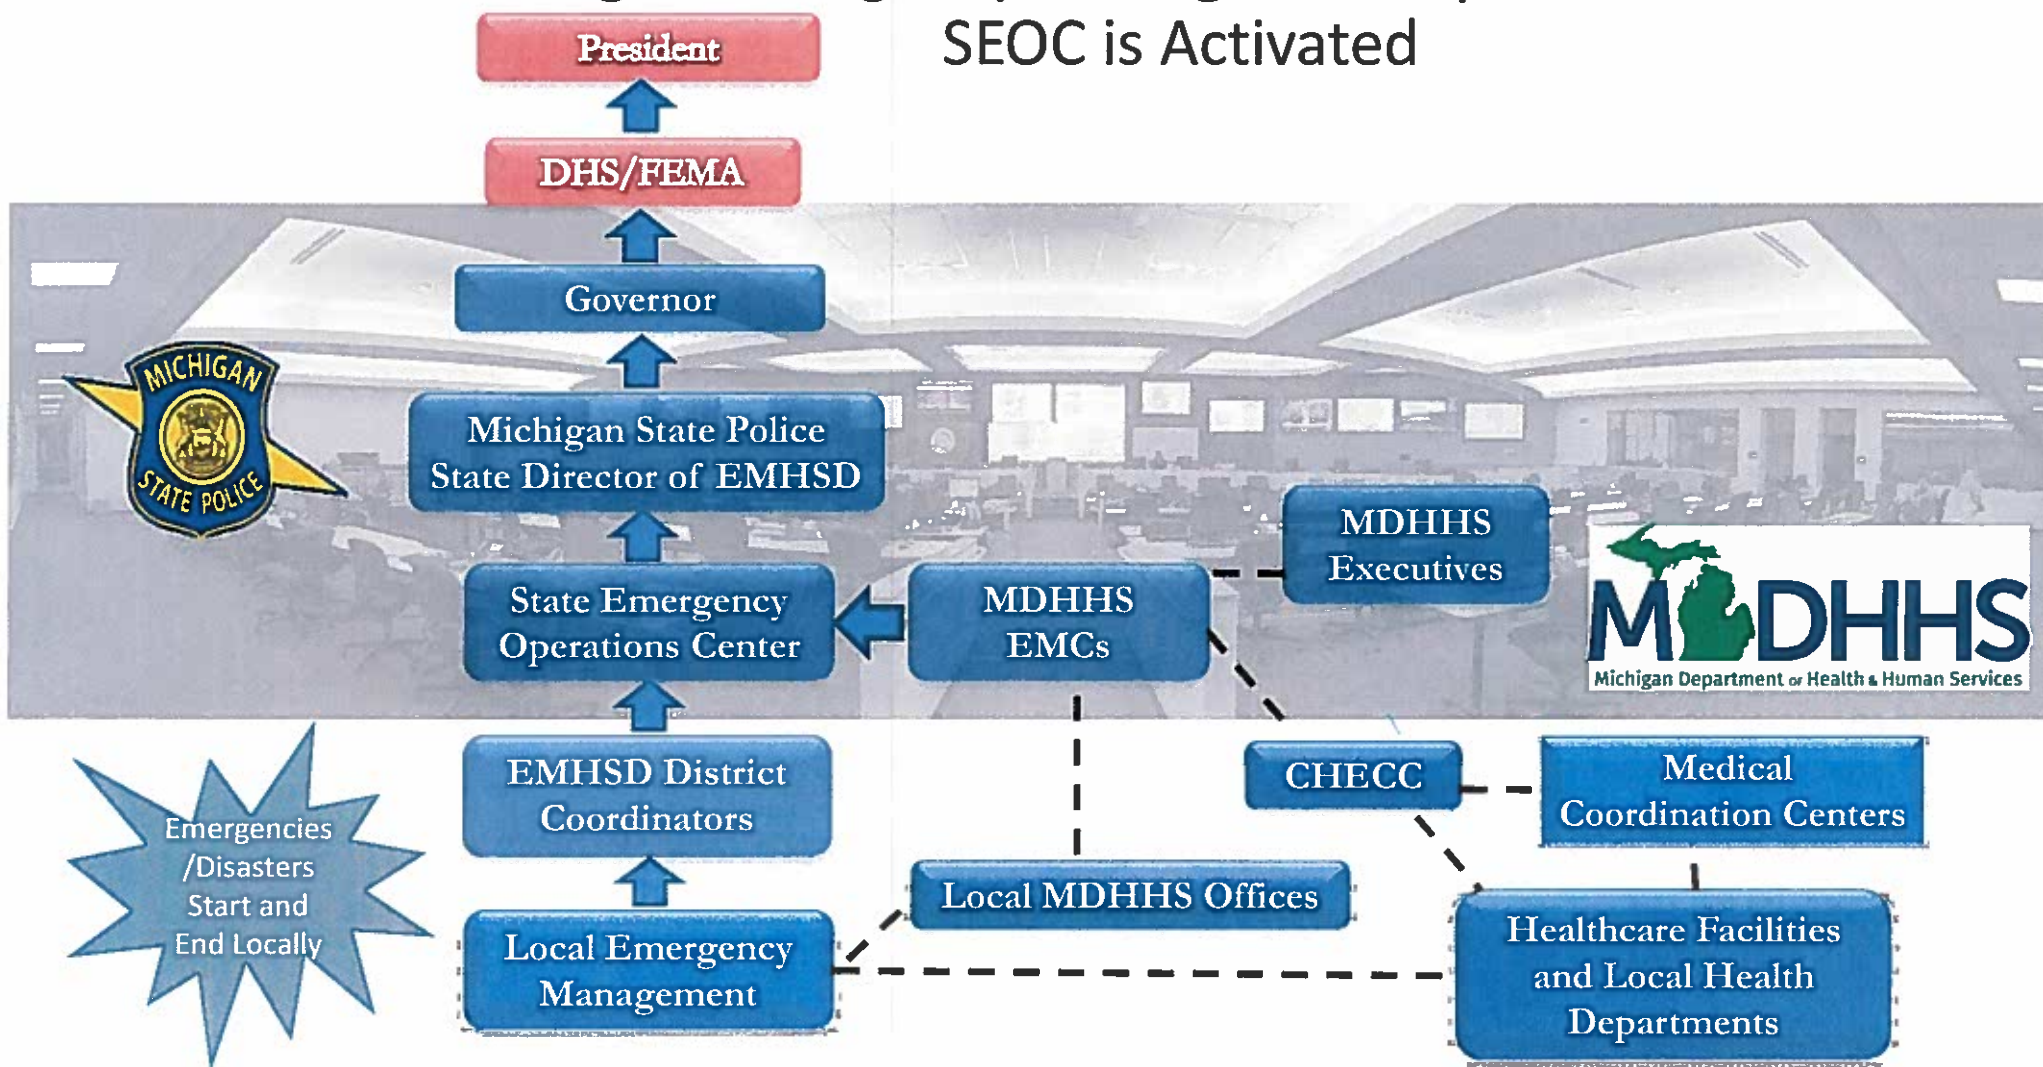 SEOC is Activated
President
DHS/FEMA
Governor
MICHIGAN
STATE POLICE
Michigan State Police
State Director of EMHSD
MDHHS
Executives
State Emergency
Operations Center
MDHHS
EMCs
MDHHS
Michigan Department of Health & Human Services
EMHSD District
Coordinators
CHECC
Medical
Coordination Centers
Emergencies
/Disasters
Start and
End Locally
Local MDHHS Offices
Local Emergency
Management
Healthcare Facilities
and Local Health
Departments